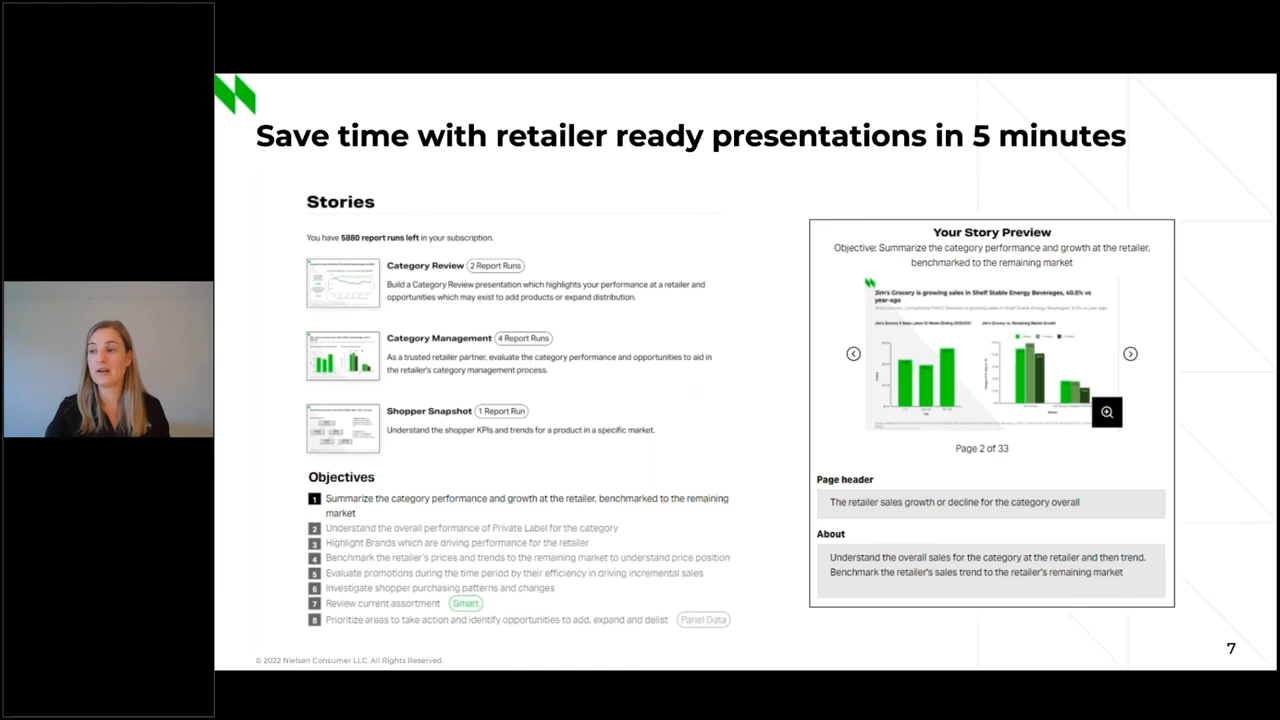 Save time with retailer ready presentations in 5 minutes
Stories
You have 5880 report runs left in your subscription.
Category Review 2 Report Runs
Build a Category Review presentation which highlights your performance at a retailer and
opportunities which may exist to add products or expand distribution.
Category Management 4 Report Runs
As a trusted retailer partner, evaluate the category performance and opportunities to aid in
the retailer's category management process.
Shopper Snapshot 1 Report Run
Understand the shopper KPIs and trends for a product in a specific market.
Objectives
1 Summarize the category performance and growth at the retailer, benchmarked to the remaining
market
2 Understand the overall performance of Private Label for the category
3 Highlight Brands which are driving performance for the retailer
4 Benchmark the retailer's prices and trends to the remaining market to understand price position
5 Evaluate promotions during the time period by their efficiency in driving incremental sales
6 Investigate shopper purchasing patterns and changes
7 Review current assortment Smart
8 Prioritize areas to take action and identify opportunities to add, expand and delist Panel Data
Your Story Preview
Objective: Summarize the category performance and growth at the retailer,
benchmarked to the remaining market
Jim's Grocery is growing sales in Shelf Stable Energy Beverages, 40.5% vs
year-ago
Jim's Grocery vs. Remaining Market Growth
Page 2 of 33
Page header
The retailer sales growth or decline for the category overall
About
Understand the overall sales for the category at the retailer and then trend.
Benchmark the retailer's sales trend to the retailer's remaining market
© 2022 Nielsen Consumer LLC. All Rights Reserved.
7